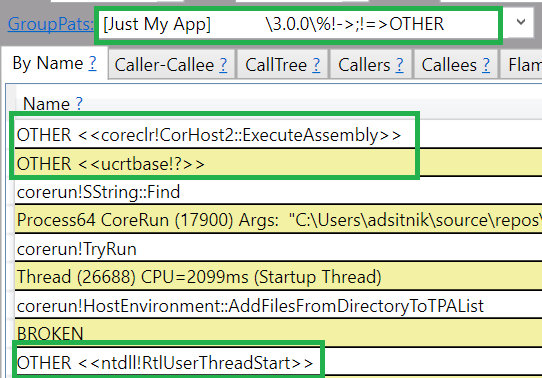 GroupPats: [Just My App] \3.0.0\%!->;!=>OTHER
By Name ? Caller-Callee ? CallTree ? Callers ? Callees ? Flam
Name ?
OTHER <<coreclr!CorHost2::ExecuteAssembly>>
OTHER <<ucrtbase!?>>
corerun!SString::Find
Process64 CoreRun (17900) Args: "C:\Users\adsitnik\source\repos\
corerun!TryRun
Thread (26688) CPU=2099ms (Startup Thread)
corerun!HostEnvironment::AddFilesFromDirectoryToTPAList
BROKEN
OTHER <<ntdll!RtlUserThreadStart>>